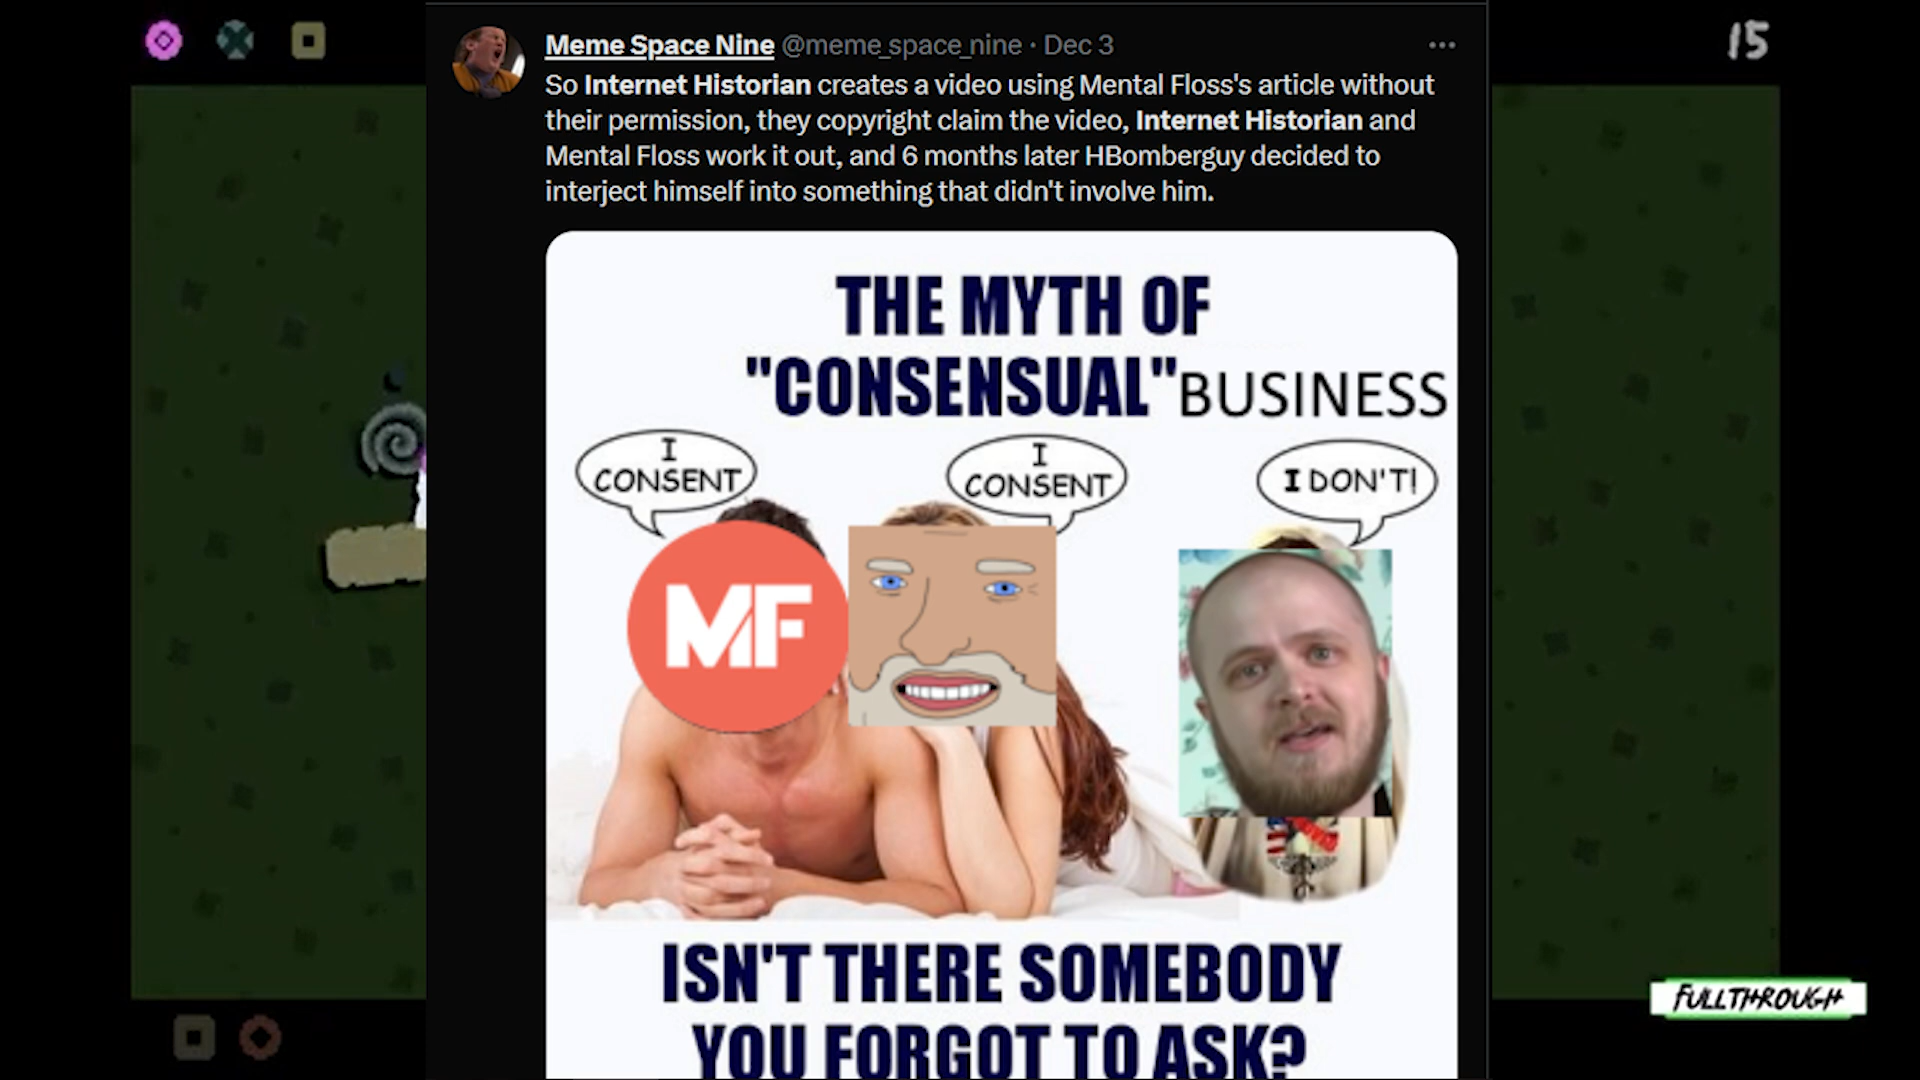 15
Meme Space Nine @meme_space_nine · Dec 3
So Internet Historian creates a video using Mental Floss's article without
their permission, they copyright claim the video, Internet Historian and
Mental Floss work it out, and 6 months later HBomberguy decided to
interject himself into something that didn't involve him.
THE MYTH OF
"CONSENSUAL" BUSINESS
I
CONSENT
I
CONSENT
I DON'T!
MF
ISN'T THERE SOMEBODY
YOU FORGOT TO ASK?
FULLTHROUGH